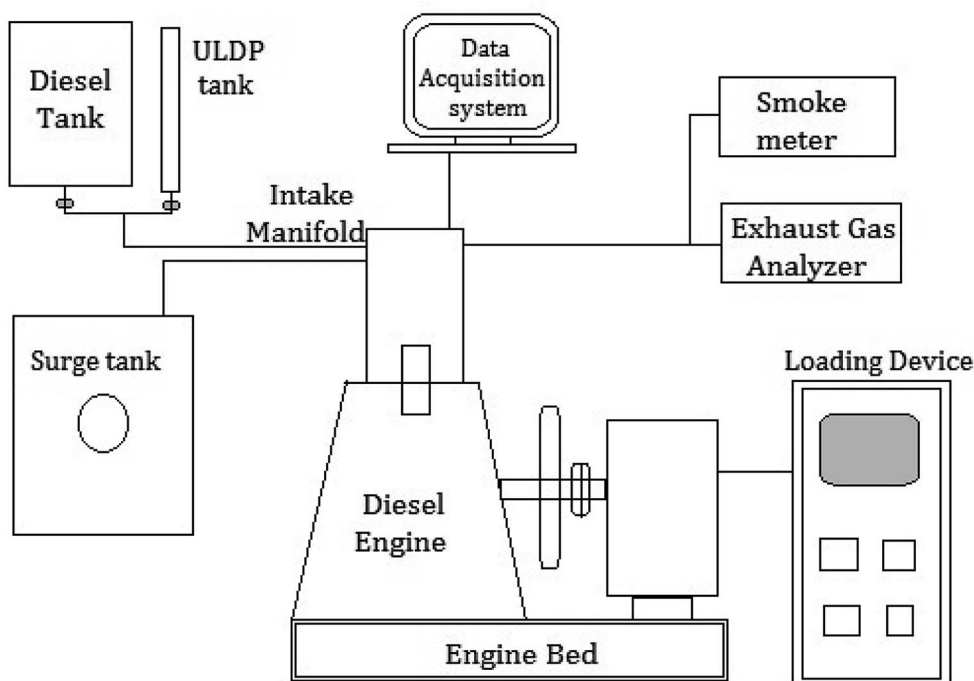 Diesel
Tank
ULDP
tank
Data
Acquisition
system
Smoke
meter
Intake
Manifold
Exhaust Gas
Analyzer
Surge tank
Loading Device
Diesel
Engine
Engine Bed